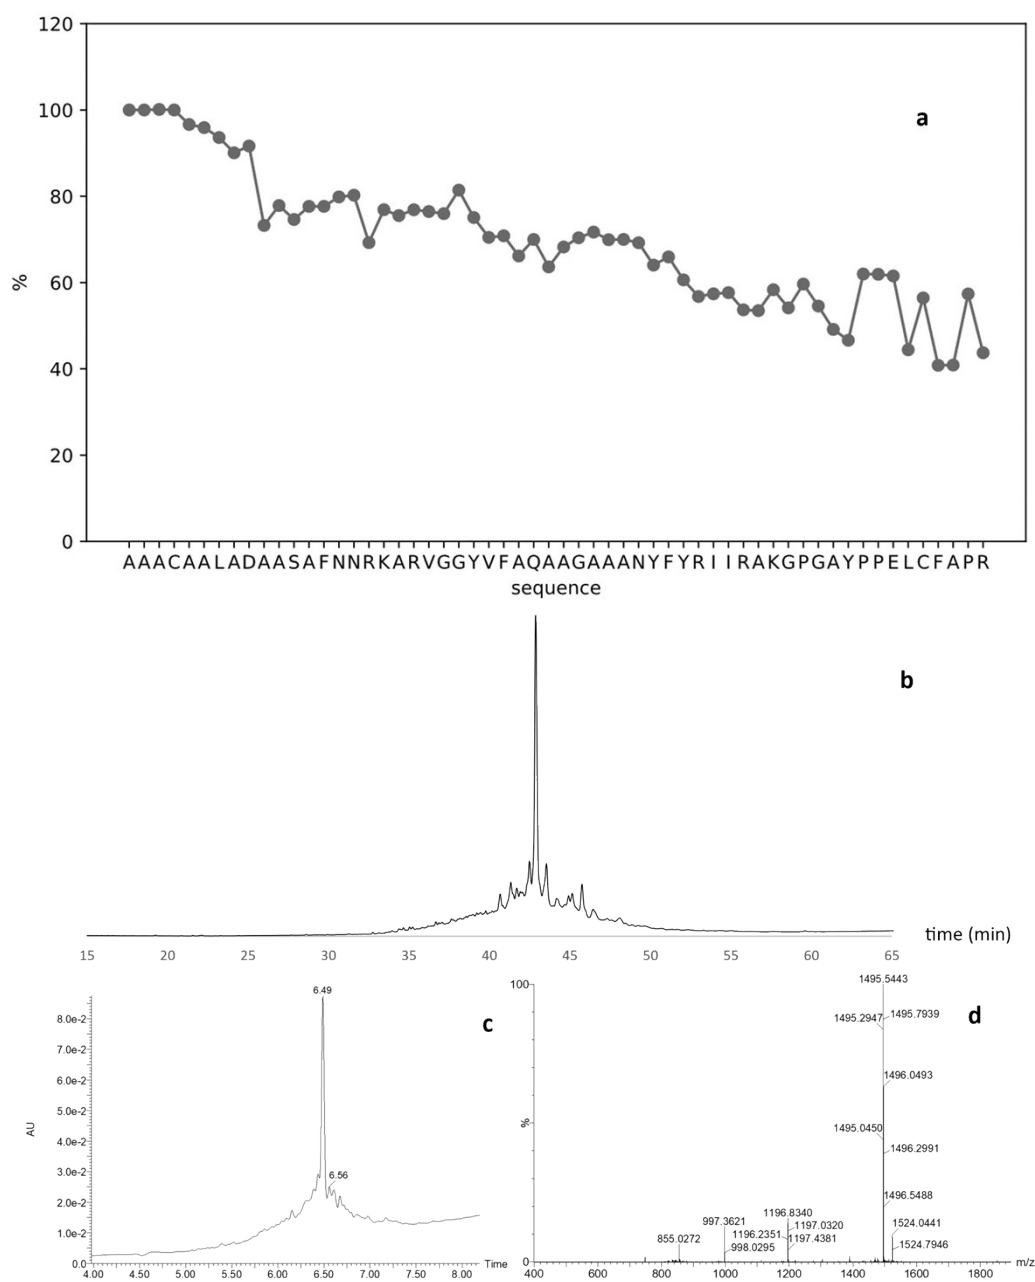 120
100
80
60
40
20
0
%
a
AAACAALADAASAFNNRKARVGGYVFAQAAGAAANYFYRIIRAKGPGAYPPELCFAPR
sequence
b
time (min)
15 20 25 30 35 40 45 50 55 60 65
6.49
c
8.0e-2
7.0e-2
6.0e-2
5.0e-2
4.0e-2
3.0e-2
2.0e-2
1.0e-2
0.0
AU
6.56
4.00 4.50 5.00 5.50 6.00 6.50 7.00 7.50 8.00 Time
100
%
0
d
1495.5443
1495.2947 1495.7939
1496.0493
1495.0450
1496.2991
1496.5488
1196.8340
997.3621 1197.0320
1196.2351 1197.4381
855.0272 998.0295
1524.0441
1524.7946
400 600 800 1000 1200 1400 1600 1800 m/z